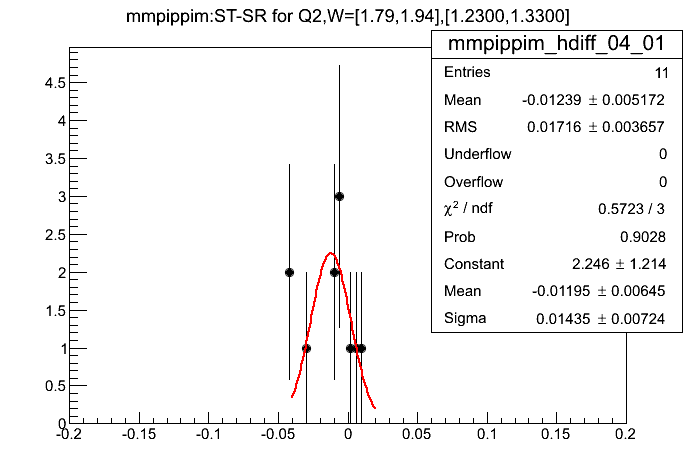 mmpippim:ST-SR for Q2,W=[1.79,1.94],[1.2300,1.3300]
mmpippim_hdiff_04_01
Entries 11
Mean -0.01239 ± 0.005172
RMS 0.01716 ± 0.003657
Underflow 0
Overflow 0
χ² / ndf 0.5723 / 3
Prob 0.9028
Constant 2.246 ± 1.214
Mean -0.01195 ± 0.00645
Sigma 0.01435 ± 0.00724
4.5
4
3.5
3
2.5
2
1.5
1
0.5
0
-0.2 -0.15 -0.1 -0.05 0 0.05 0.1 0.15 0.2